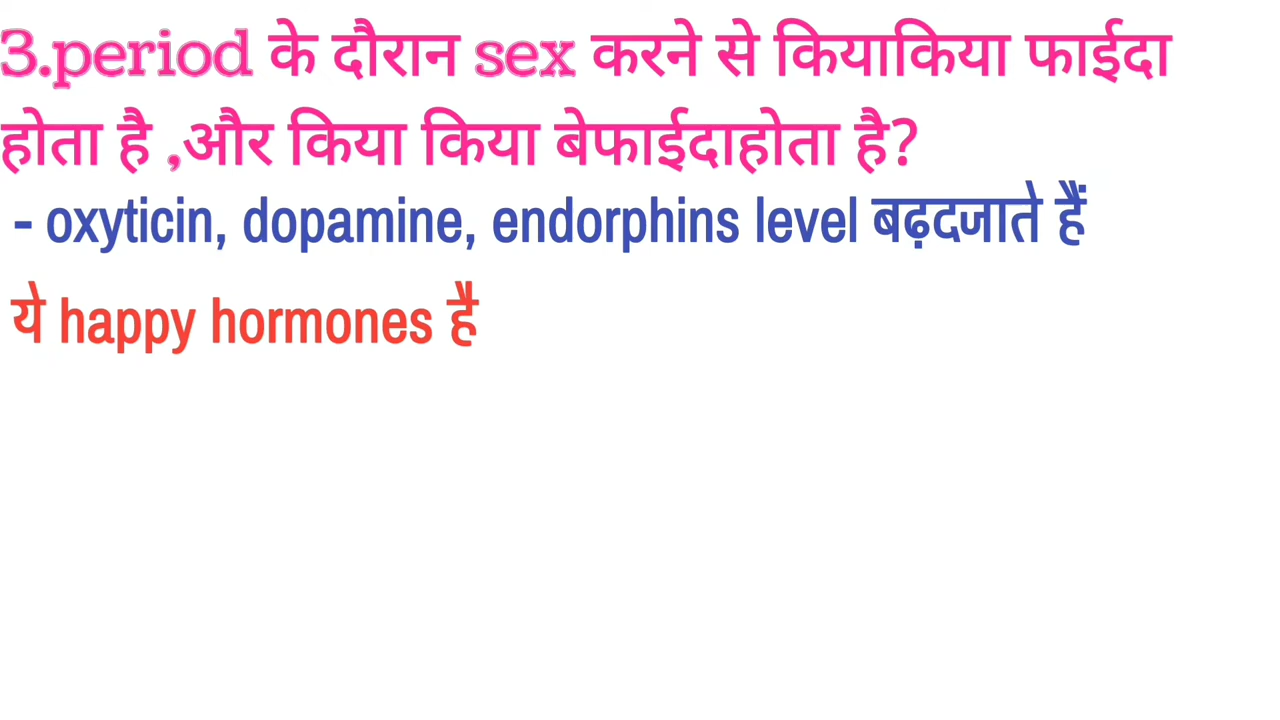 3.period के दौरान sex करने से कियाकिया फाईदा
होता है ,और किया किया बेफाईदाहोता है?
- oxyticin, dopamine, endorphins level बढ़दजाते हैं
ये happy hormones है